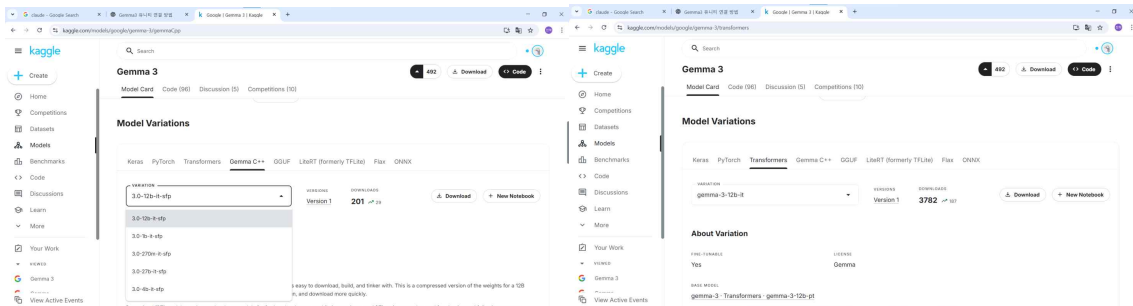 claude - Google Search
Gemma3 유니티 연결 방법
Google | Gemma 3 | Kaggle
kaggle.com/models/google/gemma-3/gemmaCpp
kaggle
Search
Create
Gemma 3
492
Download
Code
Home
Model Card
Code (96)
Discussion (5)
Competitions (10)
Competitions
Datasets
Model Variations
Models
Benchmarks
Keras
PyTorch
Transformers
Gemma C++
GGUF
LiteRT (formerly TFLite)
Flax
ONNX
Code
Discussions
VARIATION
3.0-12b-it-sfp
VERSIONS
Version 1
DOWNLOADS
201
29
Download
+ New Notebook
Learn
More
3.0-12b-it-sfp
3.0-1b-it-sfp
Your Work
3.0-270m-it-sfp
VIEWED
3.0-27b-it-sfp
Gemma 3
3.0-4b-it-sfp
s easy to download, build, and tinker with. This is a compressed version of the weights for a 12B
n, and download more quickly.
View Active Events
claude - Google Search
Gemma3 유니티 연결 방법
Google | Gemma 3 | Kaggle
kaggle.com/models/google/gemma-3/transformers
kaggle
Search
Create
Gemma 3
492
Download
Code
Home
Model Card
Code (96)
Discussion (5)
Competitions (10)
Competitions
Datasets
Model Variations
Models
Benchmarks
Keras
PyTorch
Transformers
Gemma C++
GGUF
LiteRT (formerly TFLite)
Flax
ONNX
Code
Discussions
VARIATION
gemma-3-12b-it
VERSIONS
Version 1
DOWNLOADS
3782
187
Download
+ New Notebook
Learn
More
About Variation
Your Work
FINE-TUNABLE
Yes
LICENSE
Gemma
VIEWED
Gemma 3
BASE MODEL
gemma-3 · Transformers · gemma-3-12b-pt
View Active Events